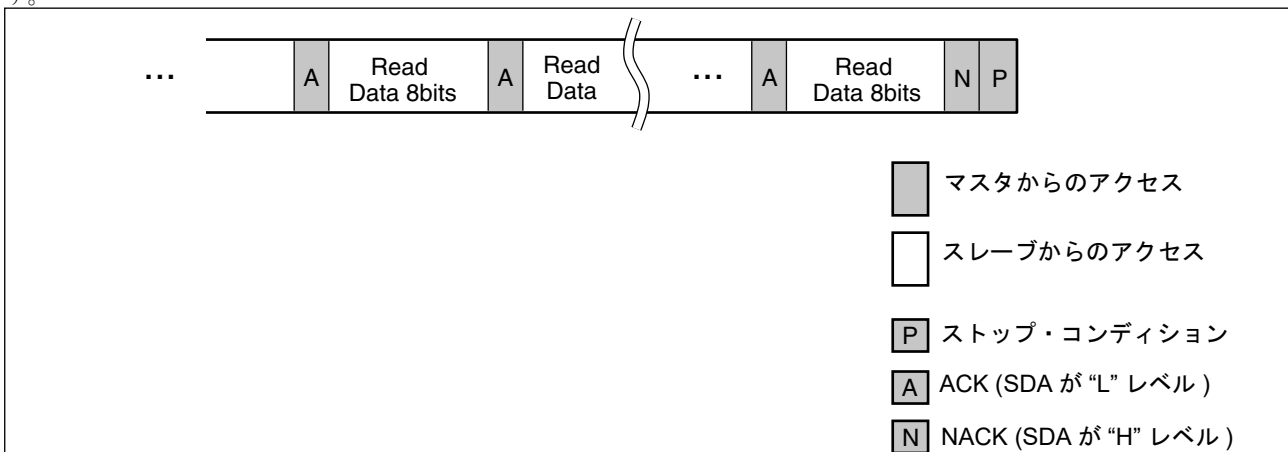 す。
... A Read Data 8bits A Read Data ... A Read Data 8bits N P
マスタからのアクセス
スレーブからのアクセス
P ストップ・コンディション
A ACK (SDA が “L” レベル )
N NACK (SDA が “H” レベル )